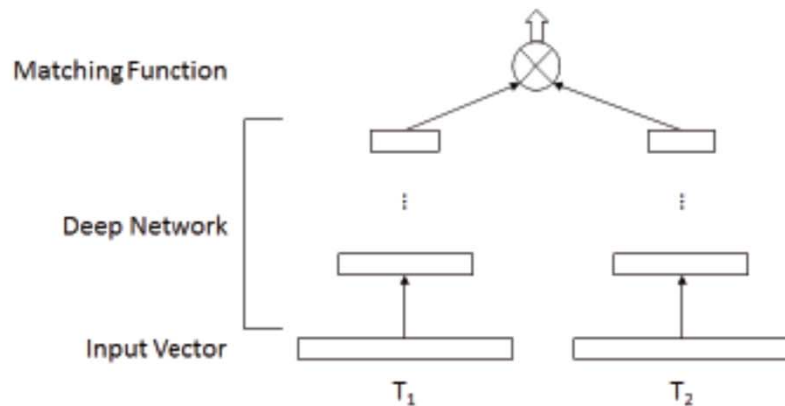 Matching Function
⋮ ⋮
Deep Network
Input Vector
T₁ T₂